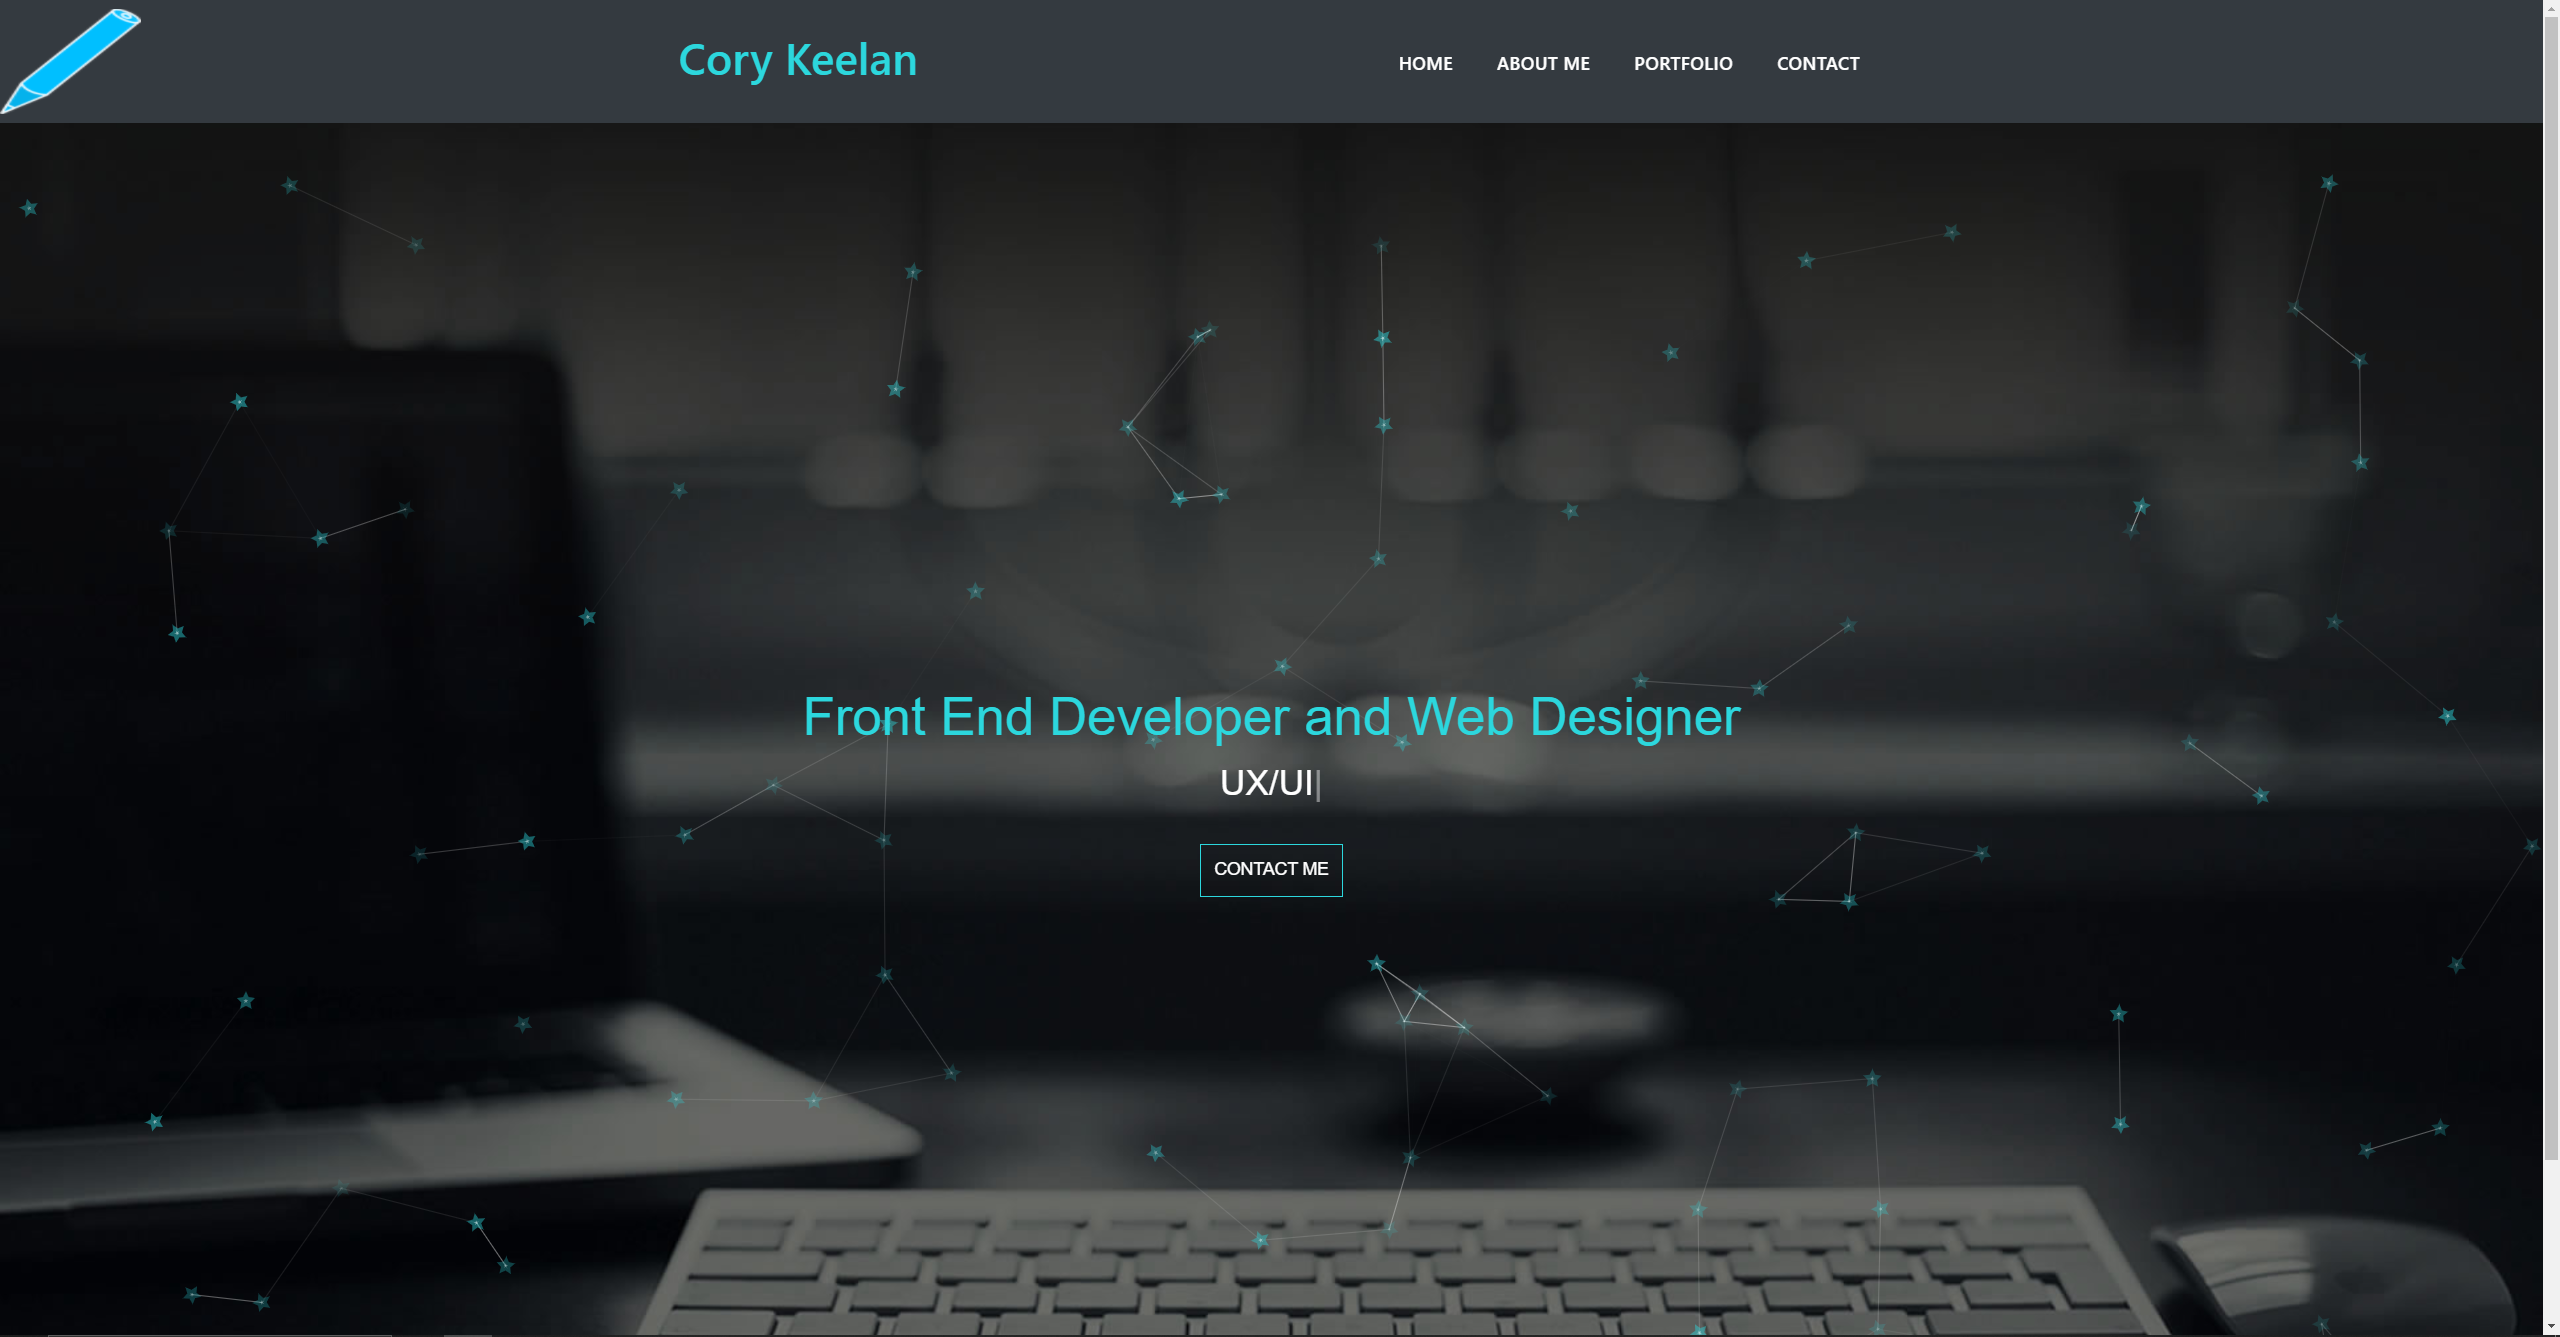 Cory Keelan
HOME ABOUT ME PORTFOLIO CONTACT
Front End Developer and Web Designer
UX/UI|
CONTACT ME